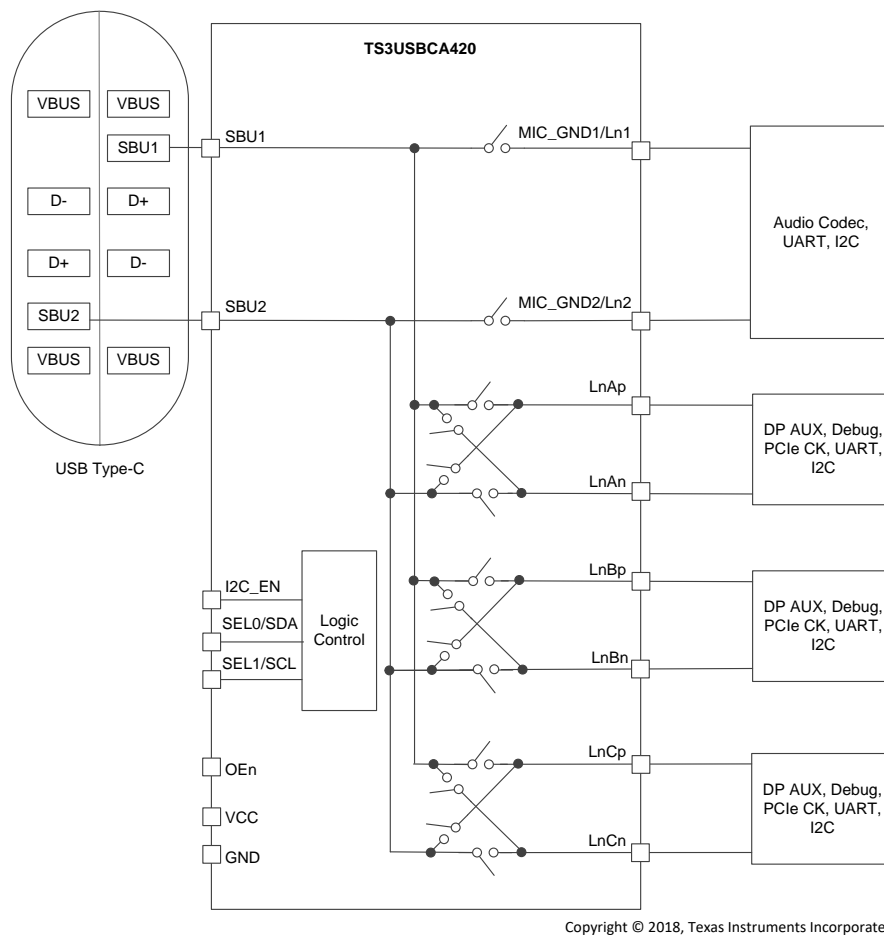 TS3USBCA420
VBUS
VBUS
SBU1
D-
D+
D+
D-
SBU2
VBUS
VBUS
USB Type-C
SBU1
MIC_GND1/Ln1
SBU2
MIC_GND2/Ln2
Audio Codec,
UART, I2C
LnAp
LnAn
DP AUX, Debug,
PCIe CK, UART,
I2C
I2C_EN
SEL0/SDA
SEL1/SCL
Logic
Control
LnBp
LnBn
DP AUX, Debug,
PCIe CK, UART,
I2C
OEn
VCC
GND
LnCp
LnCn
DP AUX, Debug,
PCIe CK, UART,
I2C
Copyright © 2018, Texas Instruments Incorporate